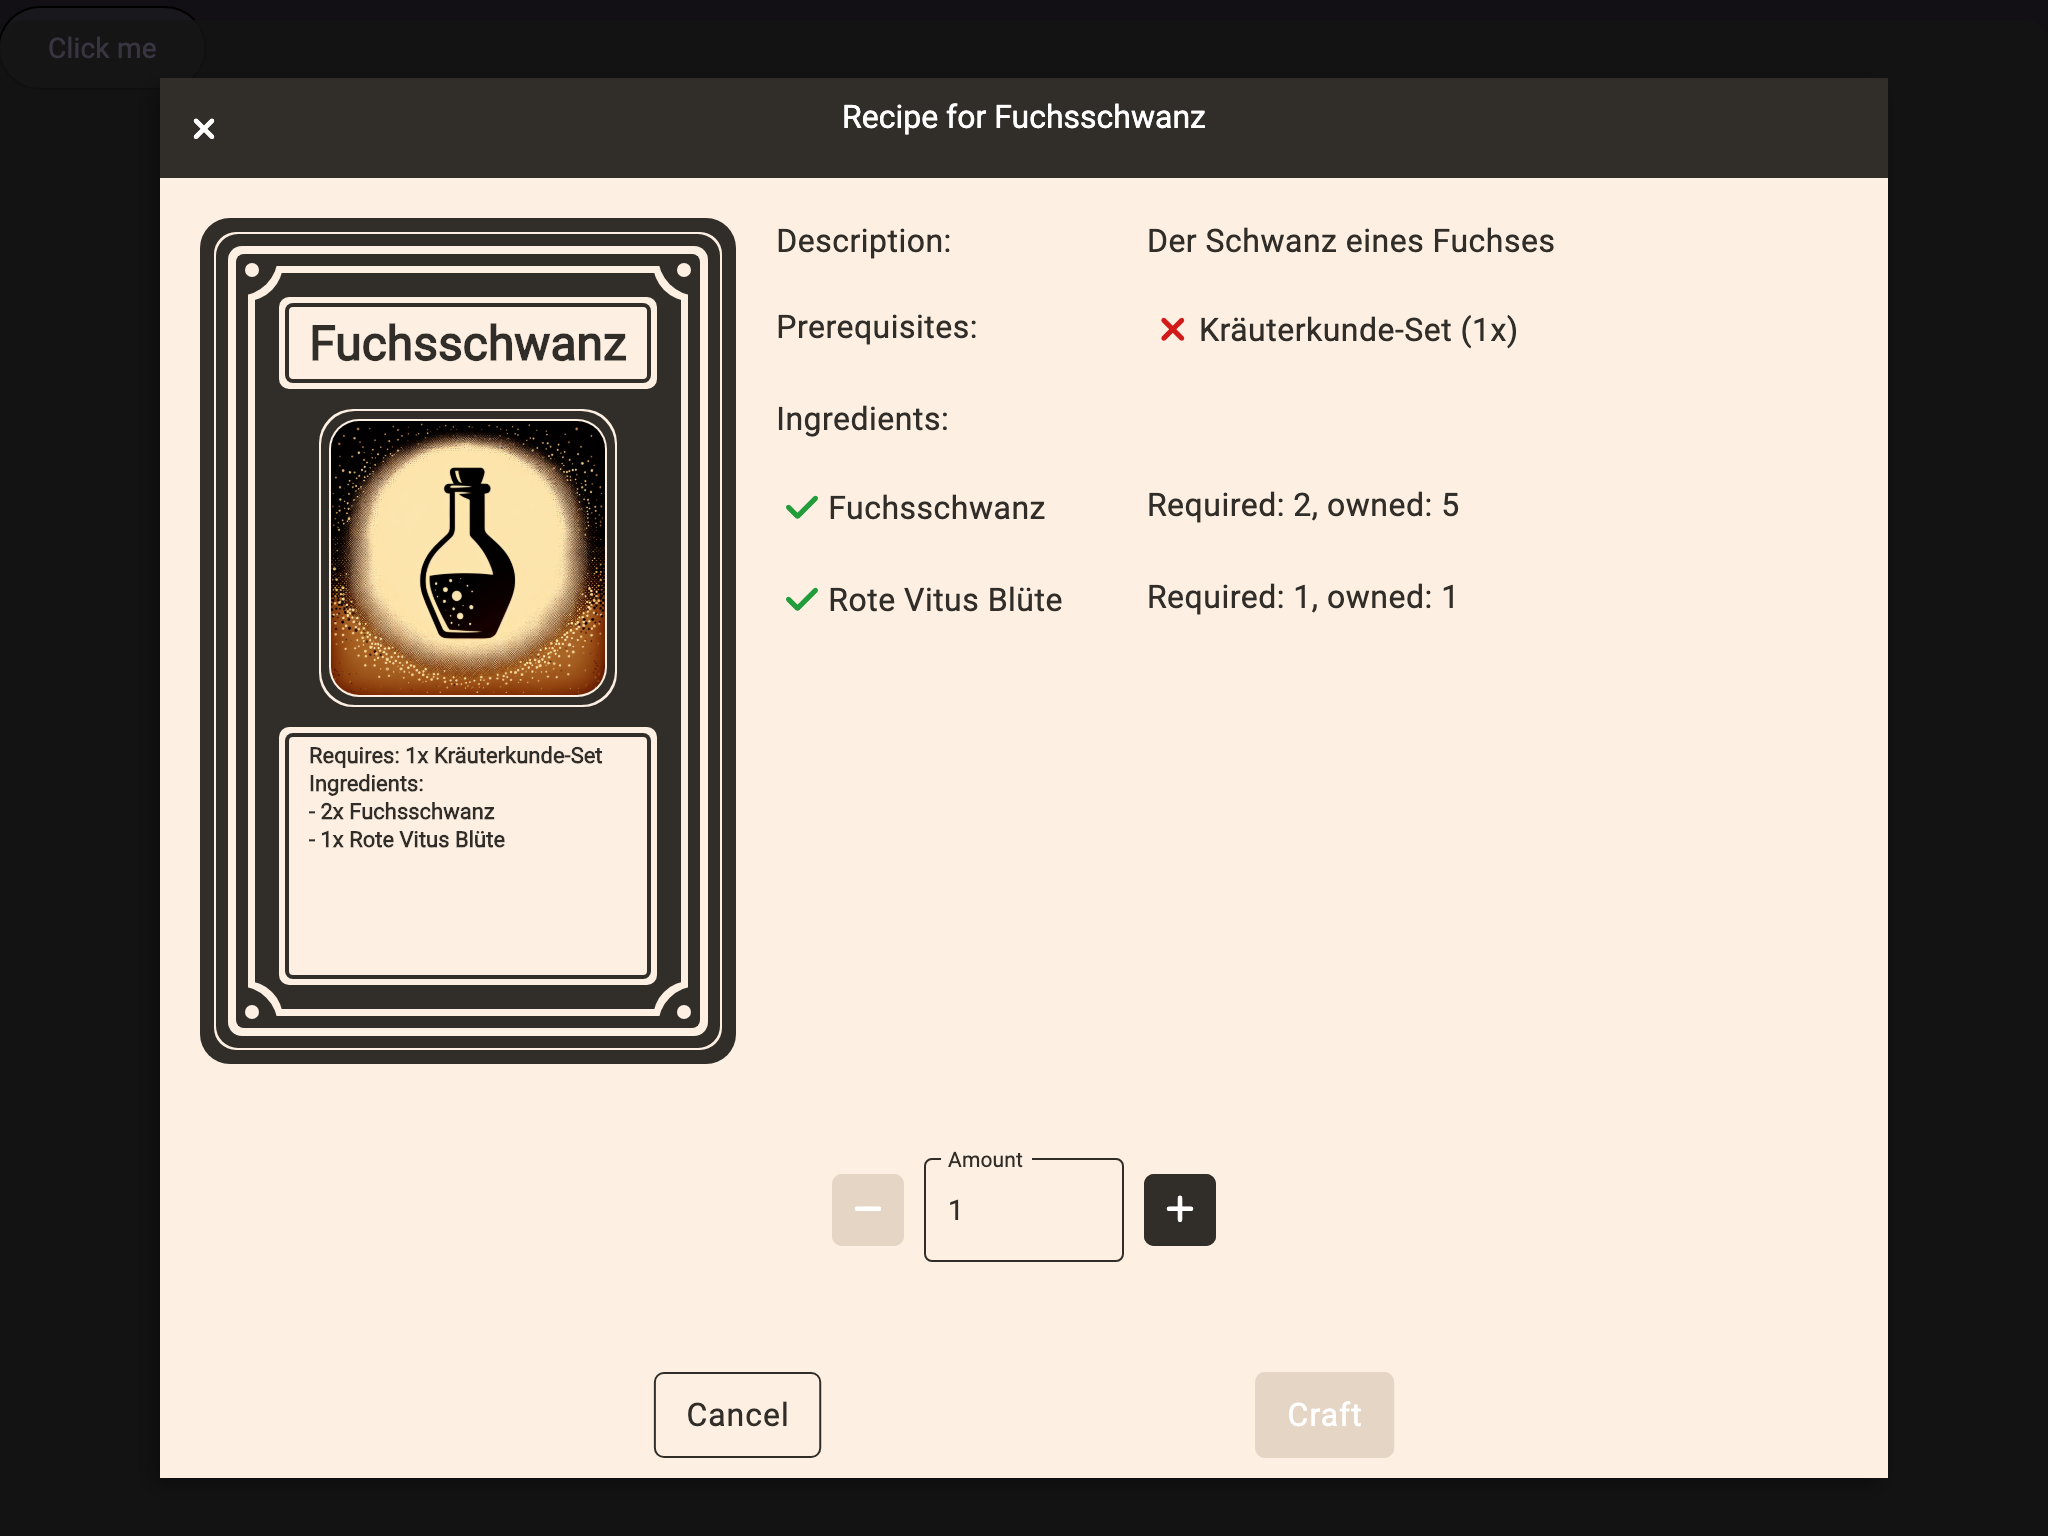 Click me
Recipe for Fuchsschwanz
Fuchsschwanz
Requires: 1x Kräuterkunde-Set
Ingredients:
- 2x Fuchsschwanz
- 1x Rote Vitus Blüte
Description: Der Schwanz eines Fuchses
Prerequisites: Kräuterkunde-Set (1x)
Ingredients:
Fuchsschwanz Required: 2, owned: 5
Rote Vitus Blüte Required: 1, owned: 1
Amount
1
Cancel Craft